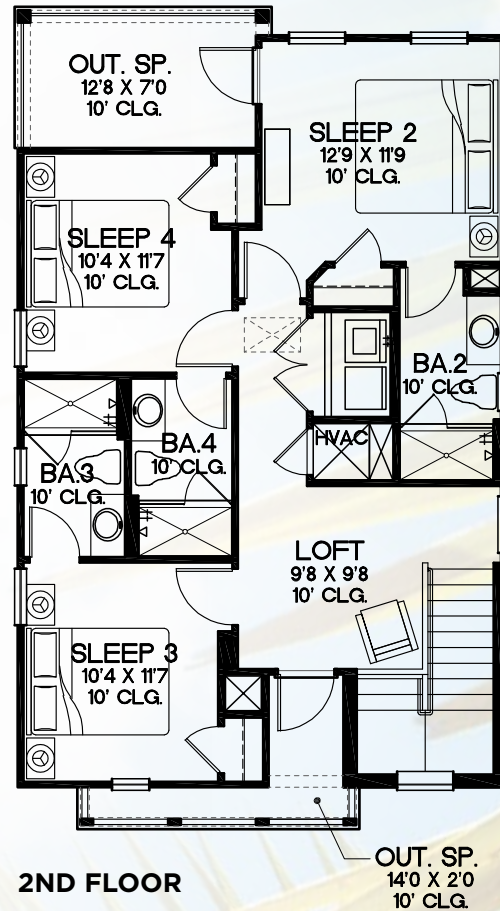 OUT. SP.
12'8 X 7'0
10' CLG.
SLEEP 2
12'9 X 11'9
10' CLG.
SLEEP 4
10'4 X 11'7
10' CLG.
BA.2
10' CLG.
HVAC
BA.4
10' CLG.
BA.3
10' CLG.
LOFT
9'8 X 9'8
10' CLG.
SLEEP 3
10'4 X 11'7
10' CLG.
OUT. SP.
14'0 X 2'0
10' CLG.
2ND FLOOR